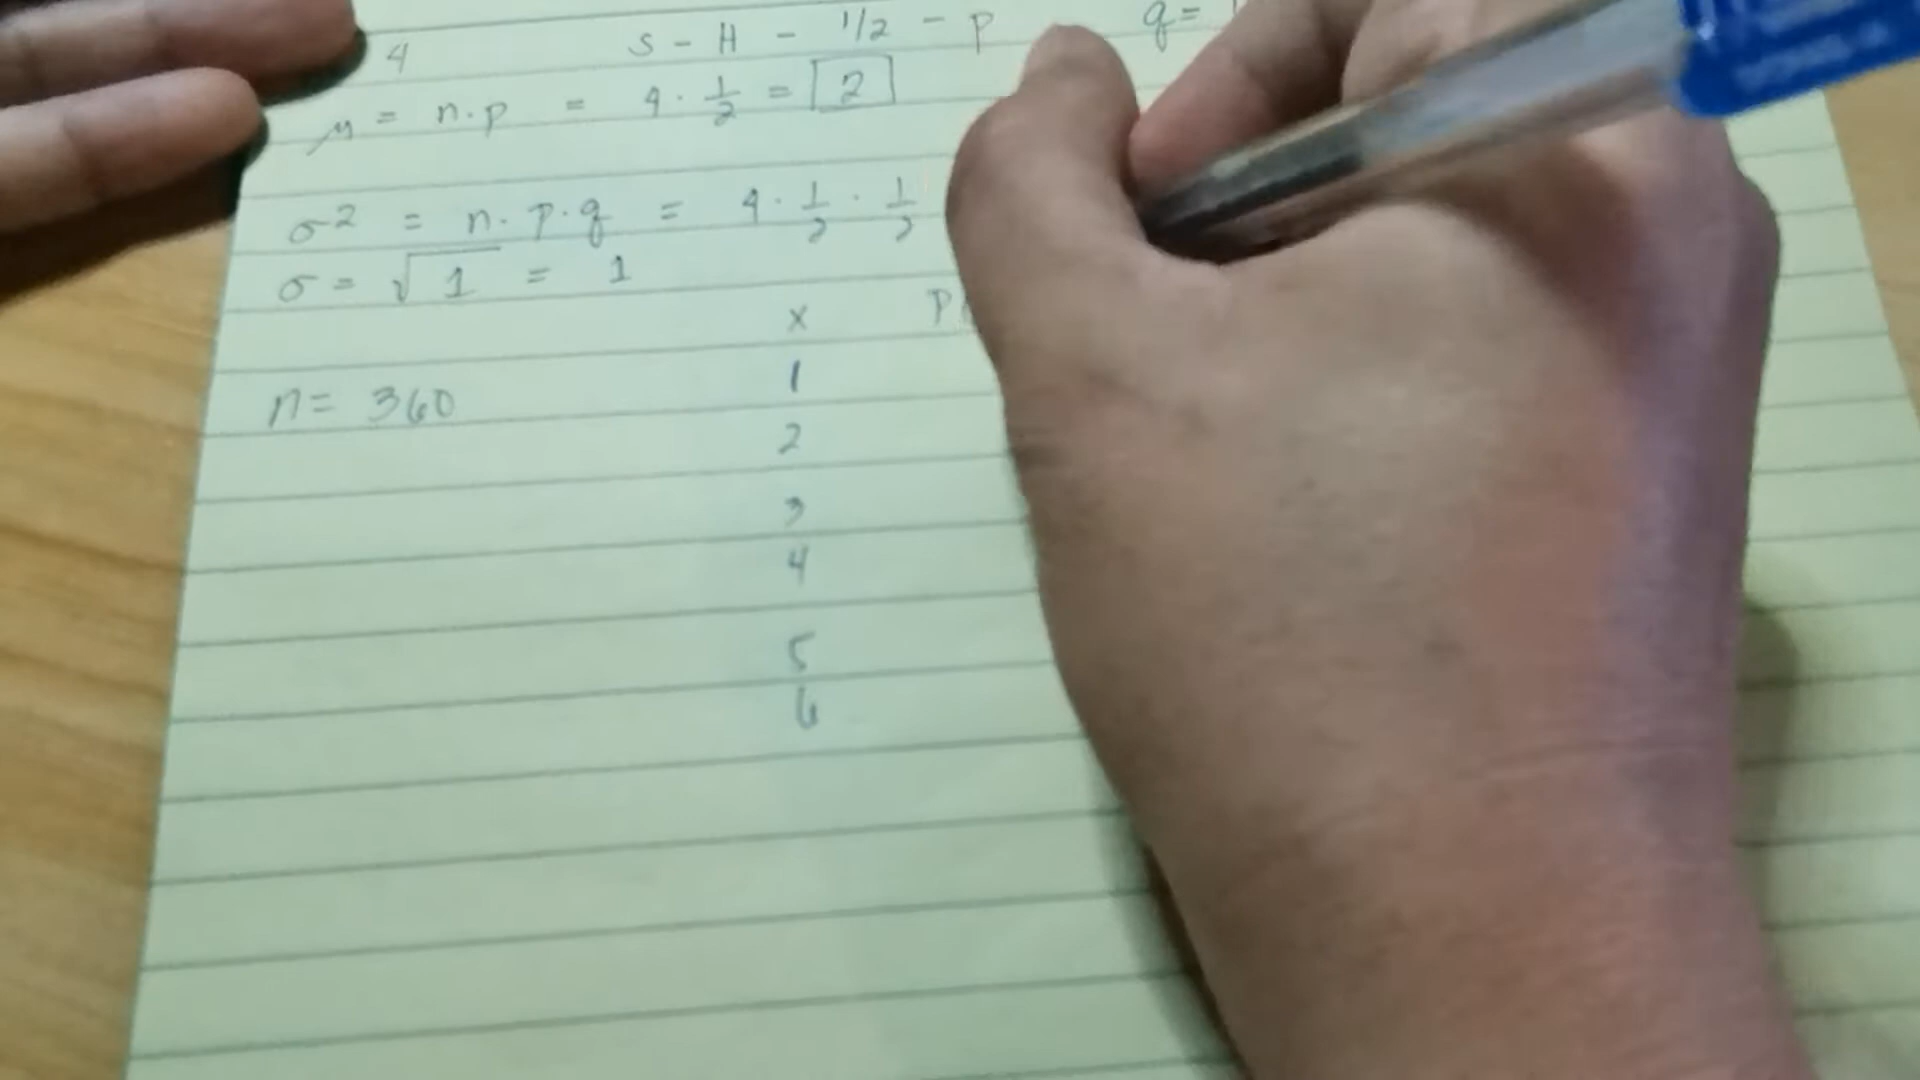 4 S - H - 1/2 - p q =
μ = n.p = 4 · 1/2 = 2
σ2 = n. p. q = 4 · 1/2 · 1/2
σ = √1 = 1
x P
1
n = 360
2
3
4
5
6